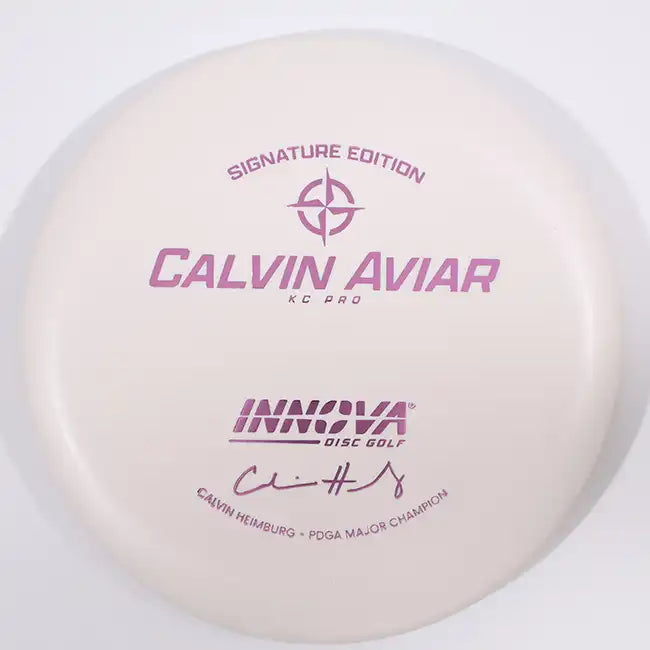 SIGNATURE EDITION
CALVIN AVIAR
KC PRO
INNOVA®
DISC GOLF
CALVIN HEIMBURG - PDGA MAJOR CHAMPION